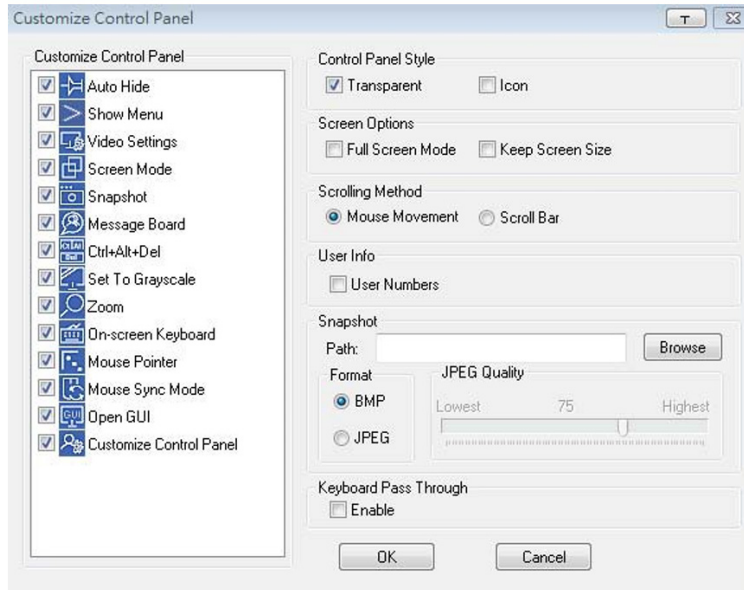 Customize Control Panel
T
Customize Control Panel
Auto Hide
Show Menu
Video Settings
Screen Mode
Snapshot
Message Board
Ctrl+Alt+Del
Set To Grayscale
Zoom
On-screen Keyboard
Mouse Pointer
Mouse Sync Mode
GUI Open GUI
Customize Control Panel
Control Panel Style
Transparent Icon
Screen Options
Full Screen Mode Keep Screen Size
Scrolling Method
Mouse Movement Scroll Bar
User Info
User Numbers
Snapshot
Path: Browse
Format
BMP
JPEG
JPEG Quality
Lowest 75 Highest
Keyboard Pass Through
Enable
OK Cancel